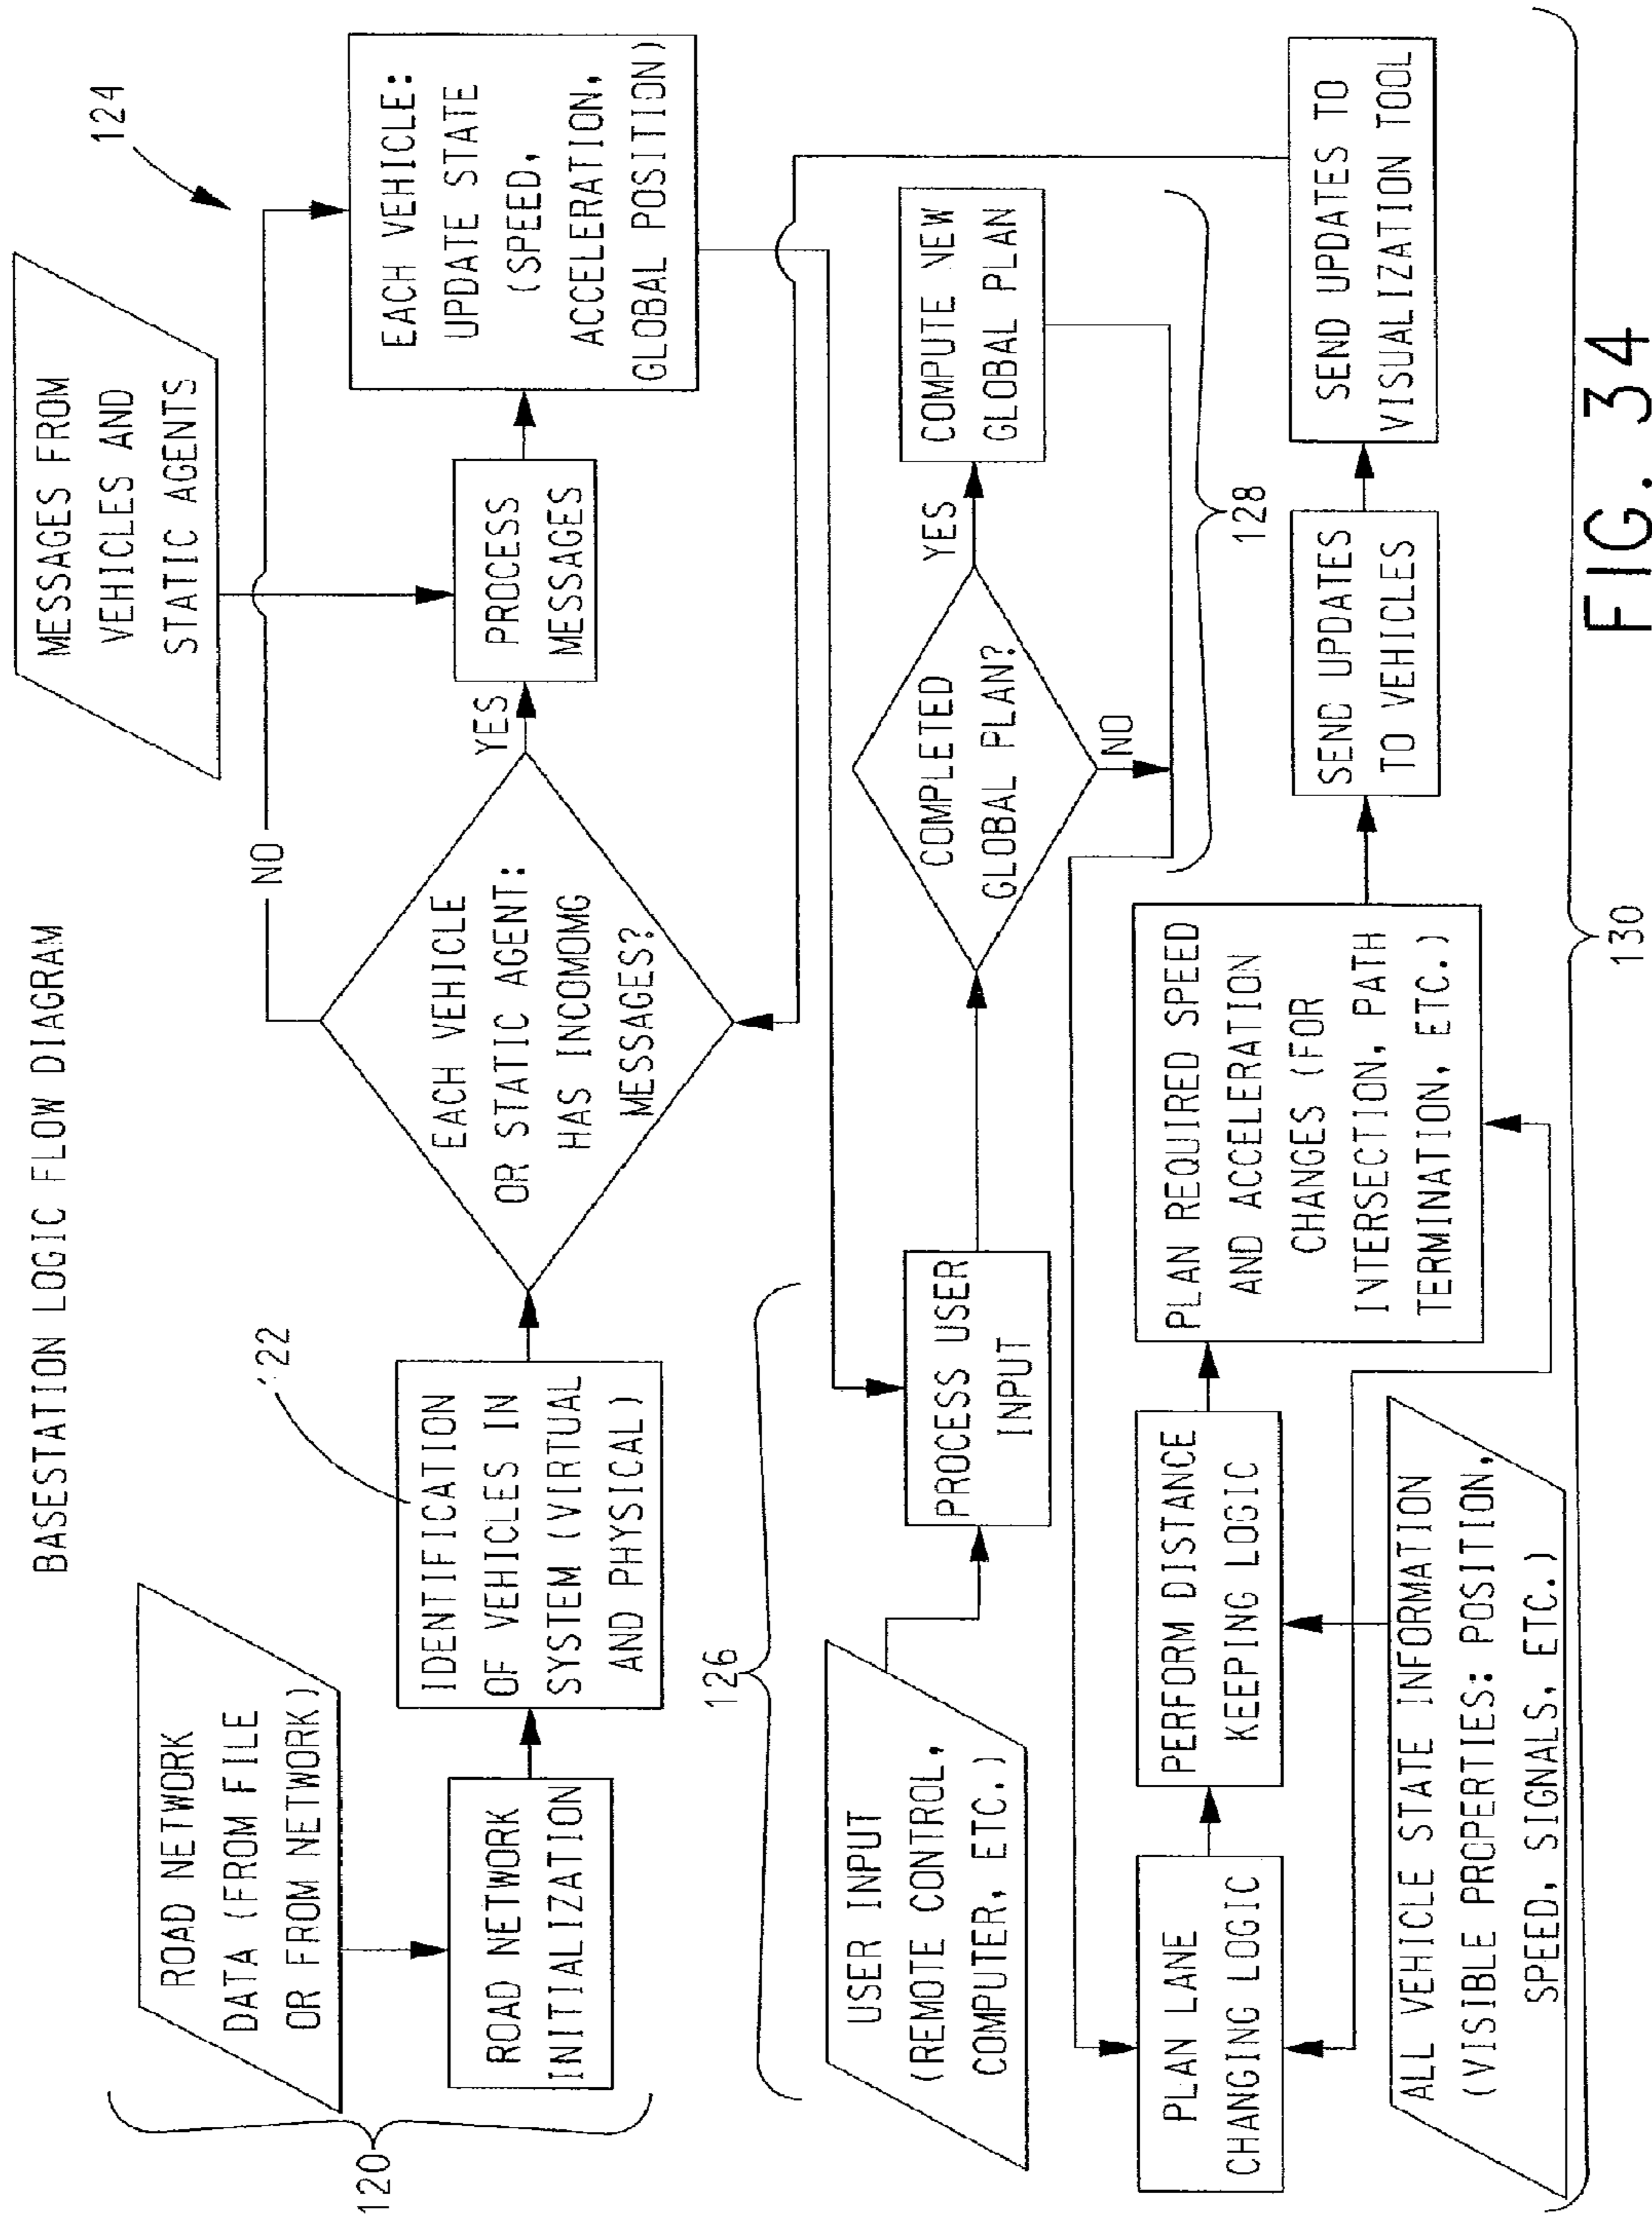 BASESTATION LOGIC FLOW DIAGRAM
ROAD NETWORK
DATA (FROM FILE
OR FROM NETWORK)
ROAD NETWORK
INITIALIZATION
120
IDENTIFICATION
OF VEHICLES IN
SYSTEM (VIRTUAL
AND PHYSICAL)
122
EACH VEHICLE
OR STATIC AGENT:
HAS INCOMOMG
MESSAGES?
NO
YES
MESSAGES FROM
VEHICLES AND
STATIC AGENTS
PROCESS
MESSAGES
124
EACH VEHICLE:
UPDATE STATE
(SPEED,
ACCELERATION,
GLOBAL POSITION)
126
USER INPUT
(REMOTE CONTROL,
COMPUTER, ETC.)
PROCESS USER
INPUT
COMPLETED
GLOBAL PLAN?
YES
NO
COMPUTE NEW
GLOBAL PLAN
128
PLAN LANE
CHANGING LOGIC
PERFORM DISTANCE
KEEPING LOGIC
PLAN REQUIRED SPEED
AND ACCELERATION
CHANGES (FOR
INTERSECTION, PATH
TERMINATION, ETC.)
SEND UPDATES
TO VEHICLES
SEND UPDATES TO
VISUALIZATION TOOL
ALL VEHICLE STATE INFORMATION
(VISIBLE PROPERTIES: POSITION,
SPEED, SIGNALS, ETC.)
130
FIG. 34